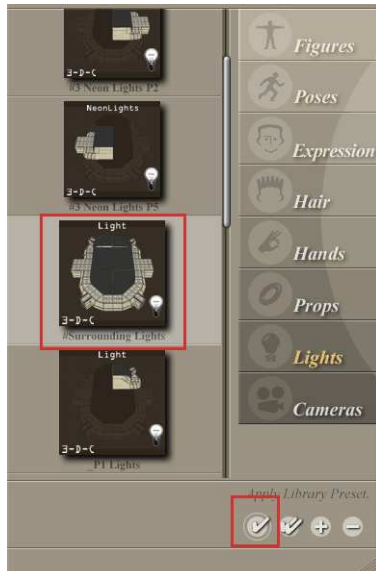 3-D-C
#3 Neon Lights P2
NeonLights
3-D-C
#3 Neon Lights P5
Light
3-D-C
#Surrounding Lights
Light
3-D-C
_P1 Lights
Figures
Poses
Expression
Hair
Hands
Props
Lights
Cameras
Apply Library Preset.